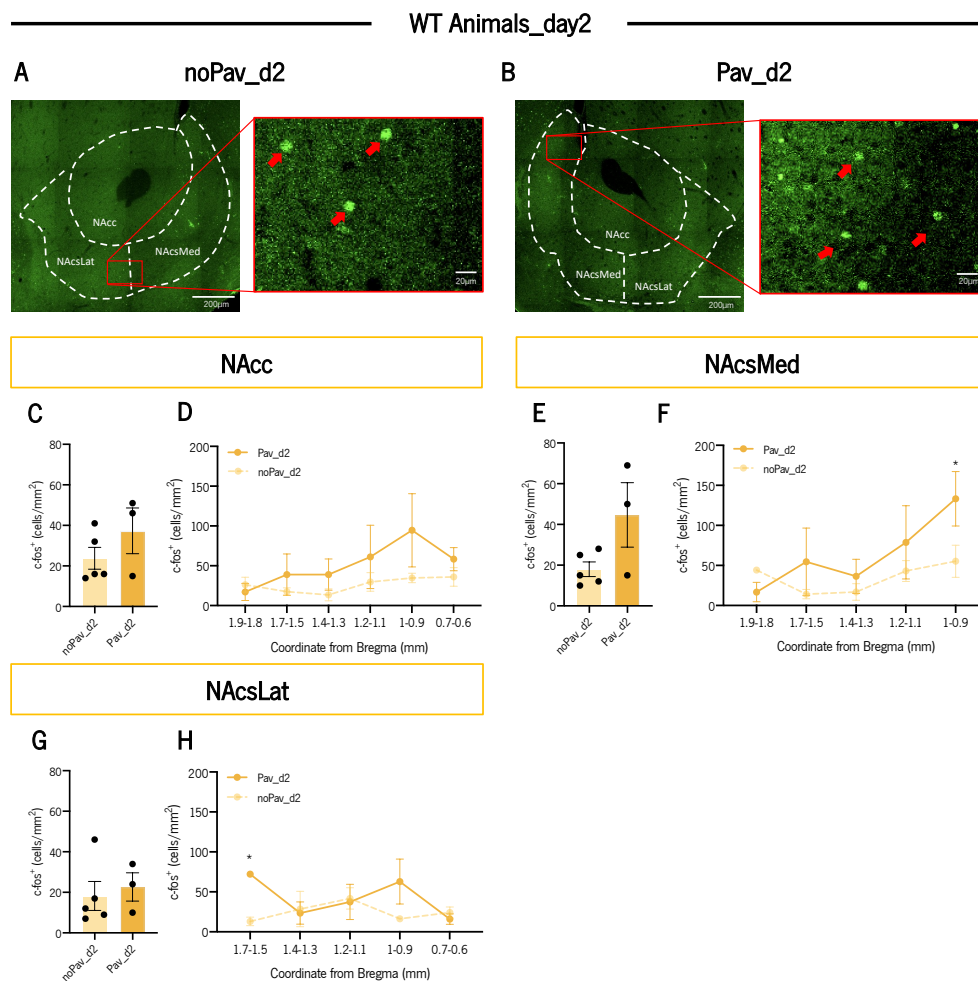 WT Animals_day2
A
noPav_d2
B
Pav_d2
NAcc
NAcsLat
NAcsMed
200µm
20µm
NAcc
NAcsMed
NAcsLat
200µm
20µm
NAcc
NAcsMed
C
c-fos⁺ (cells/mm²)
80
60
40
20
0
noPav_d2
Pav_d2
D
c-fos⁺ (cells/mm²)
200
150
100
50
0
Pav_d2
noPav_d2
1.9-1.8 1.7-1.5 1.4-1.3 1.2-1.1 1-0.9 0.7-0.6
Coordinate from Bregma (mm)
E
c-fos⁺ (cells/mm²)
80
60
40
20
0
noPav_d2
Pav_d2
F
c-fos⁺ (cells/mm²)
200
150
100
50
0
Pav_d2
noPav_d2
*
1.9-1.8 1.7-1.5 1.4-1.3 1.2-1.1 1-0.9
Coordinate from Bregma (mm)
NAcsLat
G
c-fos⁺ (cells/mm²)
80
60
40
20
0
noPav_d2
Pav_d2
H
c-fos⁺ (cells/mm²)
200
150
100
50
0
Pav_d2
noPav_d2
*
1.7-1.5 1.4-1.3 1.2-1.1 1-0.9 0.7-0.6
Coordinate from Bregma (mm)